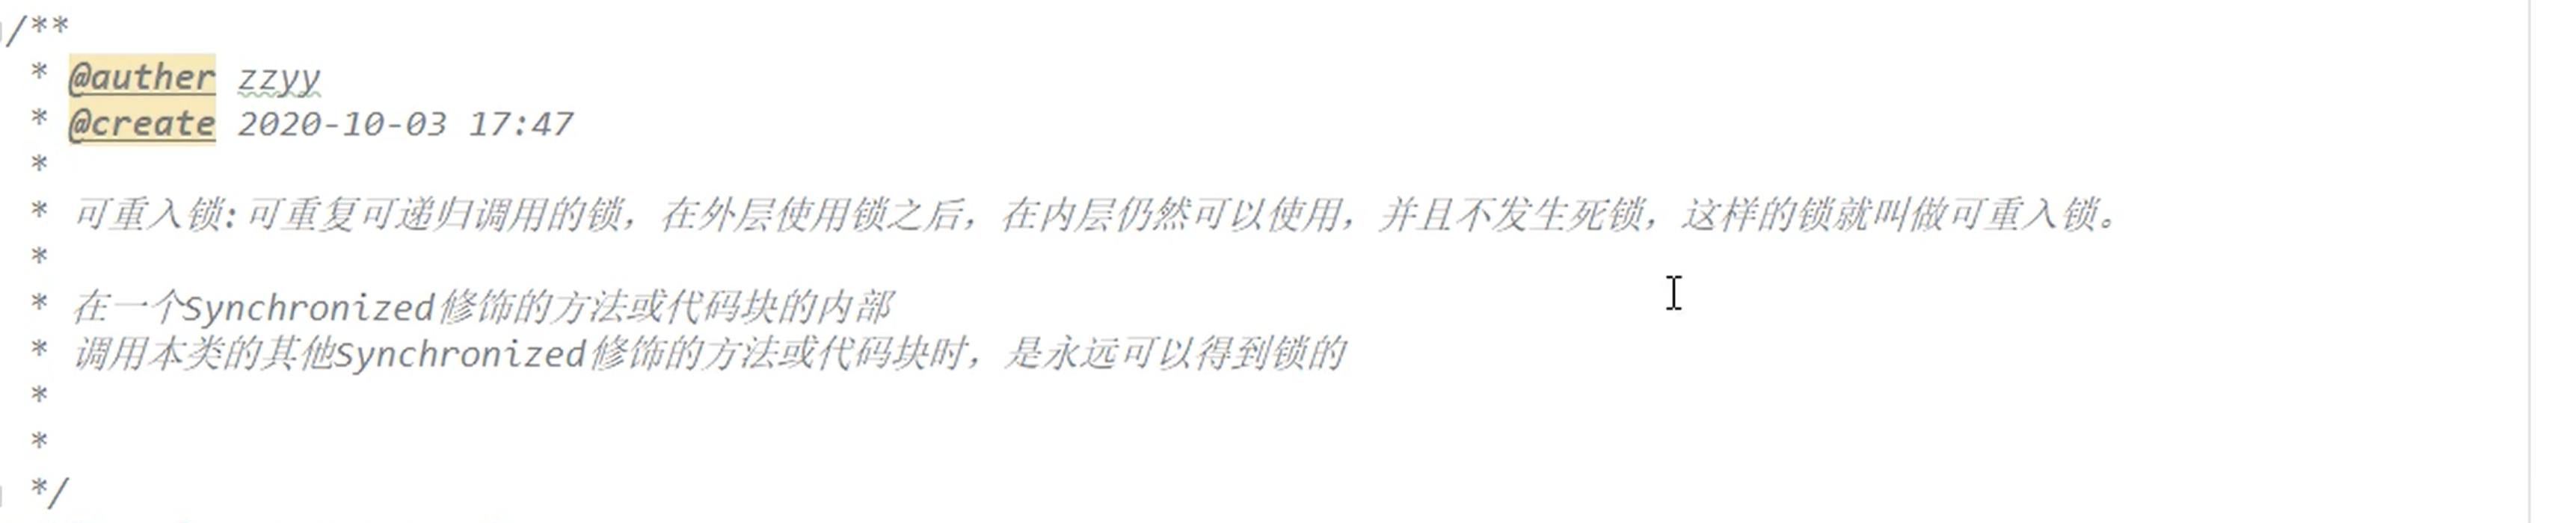 /**
* @auther zzyy
* @create 2020-10-03 17:47
*
* 可重入锁:可重复可递归调用的锁，在外层使用锁之后，在内层仍然可以使用，并且不发生死锁，这样的锁就叫做可重入锁。
*
* 在一个Synchronized修饰的方法或代码块的内部
* 调用本类的其他Synchronized修饰的方法或代码块时，是永远可以得到锁的
*
*
*/